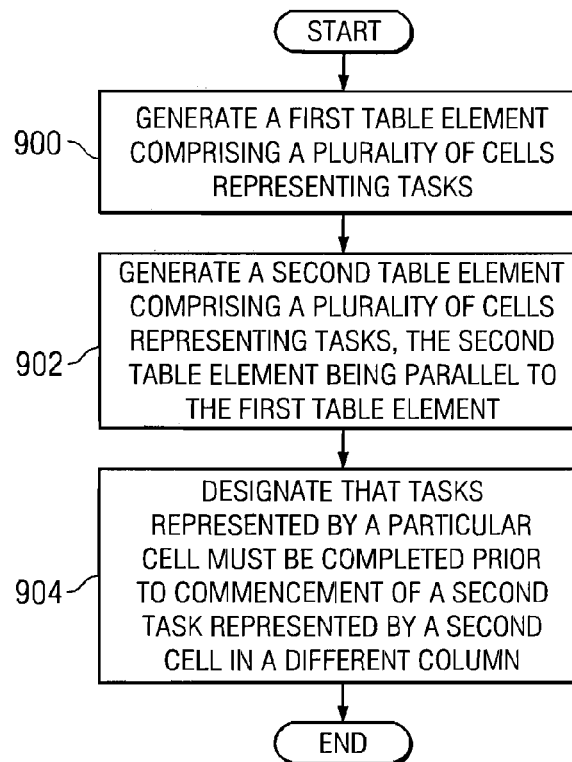 START
900
GENERATE A FIRST TABLE ELEMENT
COMPRISING A PLURALITY OF CELLS
REPRESENTING TASKS
902
GENERATE A SECOND TABLE ELEMENT
COMPRISING A PLURALITY OF CELLS
REPRESENTING TASKS, THE SECOND
TABLE ELEMENT BEING PARALLEL TO
THE FIRST TABLE ELEMENT
904
DESIGNATE THAT TASKS
REPRESENTED BY A PARTICULAR
CELL MUST BE COMPLETED PRIOR
TO COMMENCEMENT OF A SECOND
TASK REPRESENTED BY A SECOND
CELL IN A DIFFERENT COLUMN
END